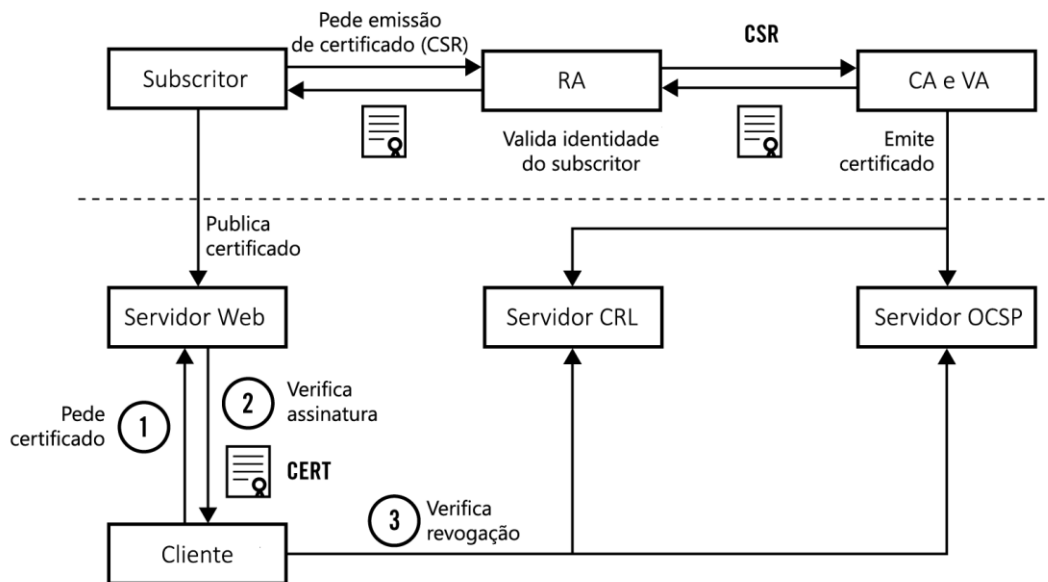 Pede emissão
de certificado (CSR)
CSR
Subscritor
RA
CA e VA
Valida identidade
do subscritor
Emite
certificado
Publica
certificado
Servidor Web
Servidor CRL
Servidor OCSP
Pede
certificado
1
2
Verifica
assinatura
CERT
3
Verifica
revogação
Cliente